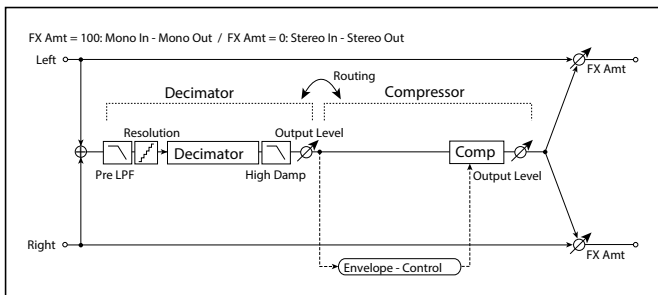 FX Amt = 100: Mono In - Mono Out / FX Amt = 0: Stereo In - Stereo Out
Left
FX Amt
Routing
Decimator
Compressor
Resolution
Output Level
Decimator
Comp
Pre LPF
High Damp
Output Level
Right
FX Amt
Envelope - Control